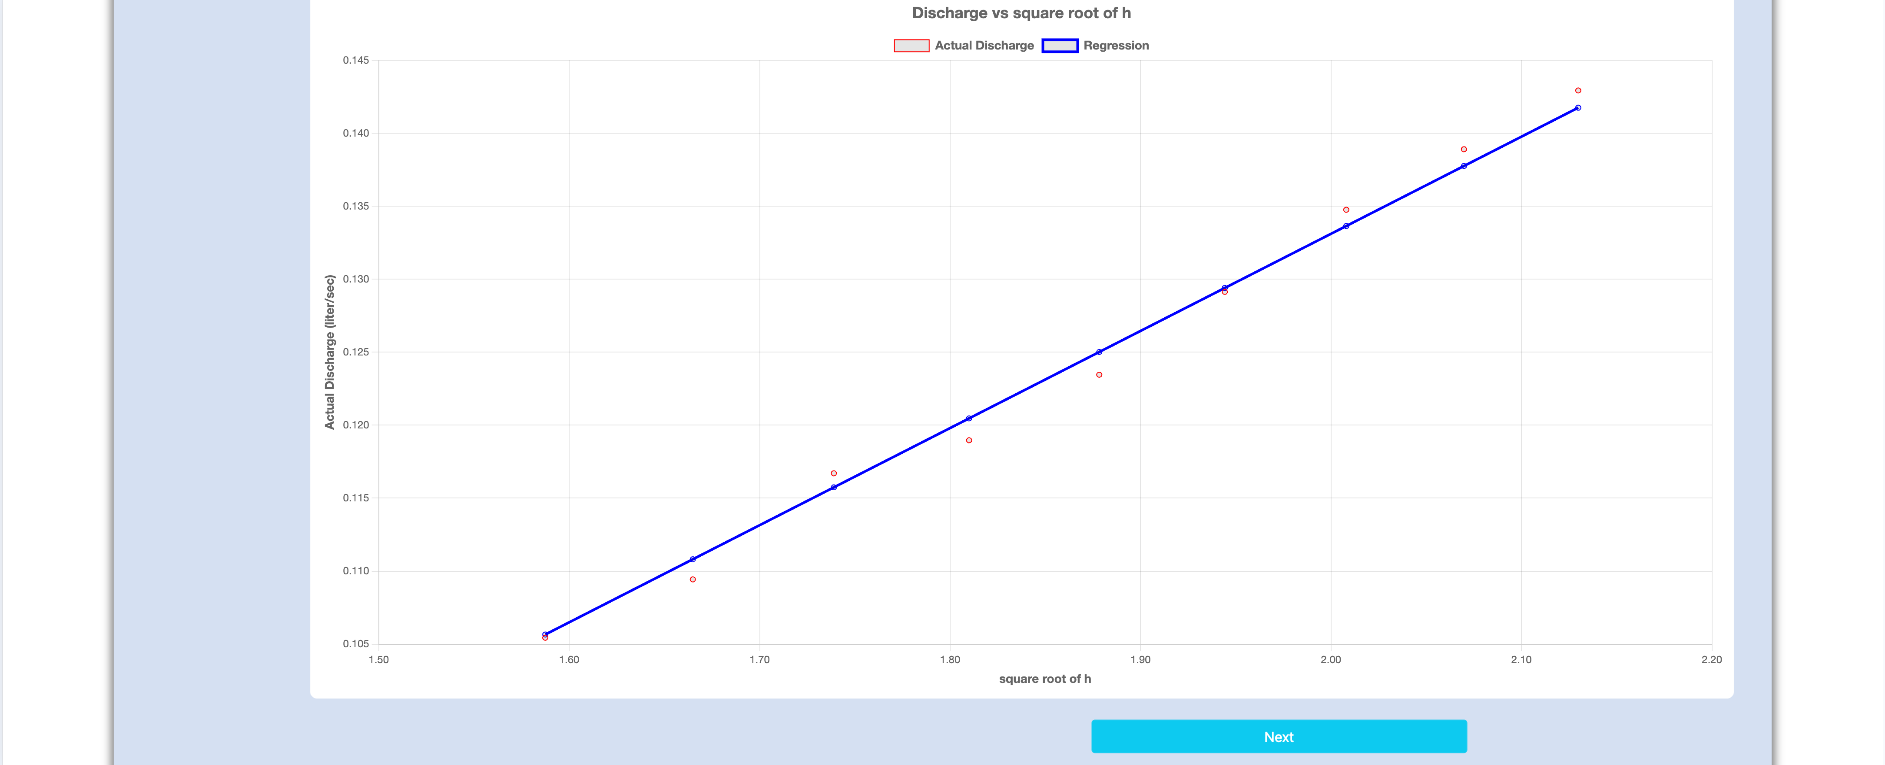 Discharge vs square root of h
Actual Discharge Regression
0.145
0.140
0.135
0.130
0.125
0.120
0.115
0.110
0.105
Actual Discharge (liter/sec)
1.50 1.60 1.70 1.80 1.90 2.00 2.10 2.20
square root of h
Next